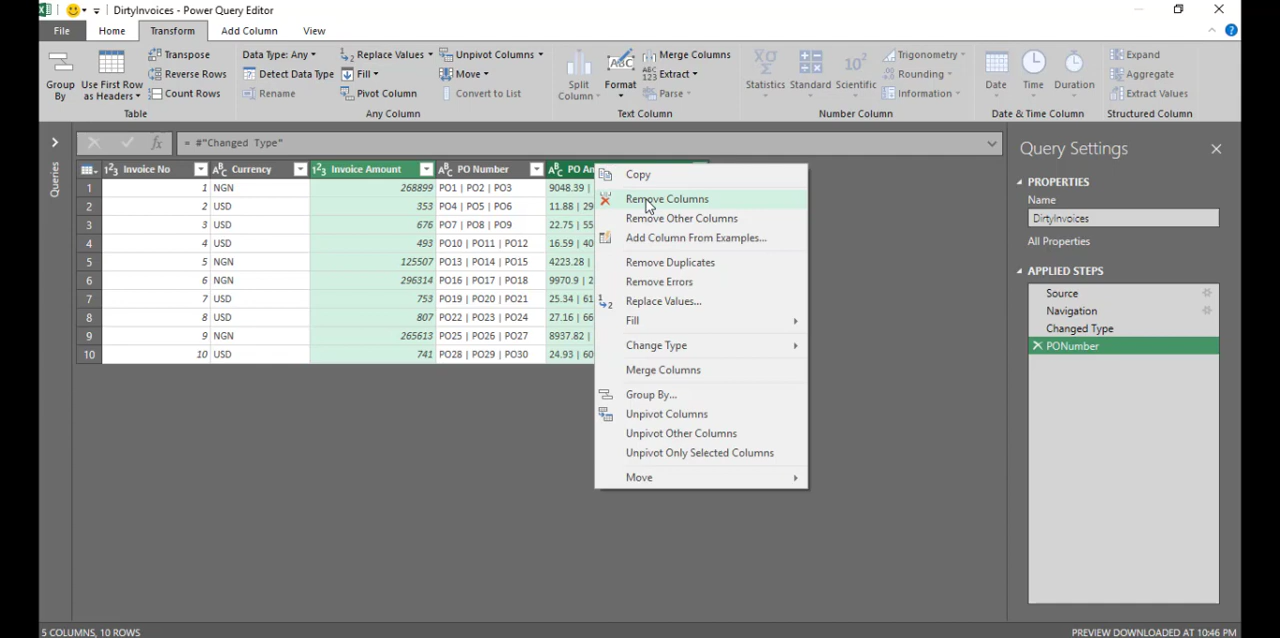 DirtyInvoices - Power Query Editor
File Home Transform Add Column View
Group By
Use First Row as Headers
Transpose
Reverse Rows
Count Rows
Table
Data Type: Any
Detect Data Type
Rename
Replace Values
Fill
Pivot Column
Unpivot Columns
Move
Convert to List
Any Column
Split Column
Format
Merge Columns
Extract
Parse
Text Column
Statistics
Standard
Scientific
Trigonometry
Rounding
Information
Number Column
Date
Time
Duration
Date & Time Column
Expand
Aggregate
Extract Values
Structured Column
= #"Changed Type"
Queries
Invoice No Currency Invoice Amount PO Number
1 1 NGN 268899 PO1 | PO2 | PO3 9048.39 |
2 2 USD 353 PO4 | PO5 | PO6 11.88 | 29
3 3 USD 676 PO7 | PO8 | PO9 22.75 | 55
4 4 USD 493 PO10 | PO11 | PO12 16.59 | 40
5 5 NGN 125507 PO13 | PO14 | PO15 4223.28 |
6 6 NGN 296314 PO16 | PO17 | PO18 9970.9 | 2
7 7 USD 753 PO19 | PO20 | PO21 25.34 | 61
8 8 USD 807 PO22 | PO23 | PO24 27.16 | 66
9 9 NGN 265613 PO25 | PO26 | PO27 8937.82 |
10 10 USD 741 PO28 | PO29 | PO30 24.93 | 60
Copy
Remove Columns
Remove Other Columns
Add Column From Examples...
Remove Duplicates
Remove Errors
Replace Values...
Fill
Change Type
Merge Columns
Group By...
Unpivot Columns
Unpivot Other Columns
Unpivot Only Selected Columns
Move
Query Settings
PROPERTIES
Name
DirtyInvoices
All Properties
APPLIED STEPS
Source
Navigation
Changed Type
PONumber
5 COLUMNS, 10 ROWS
PREVIEW DOWNLOADED AT 10:46 PM